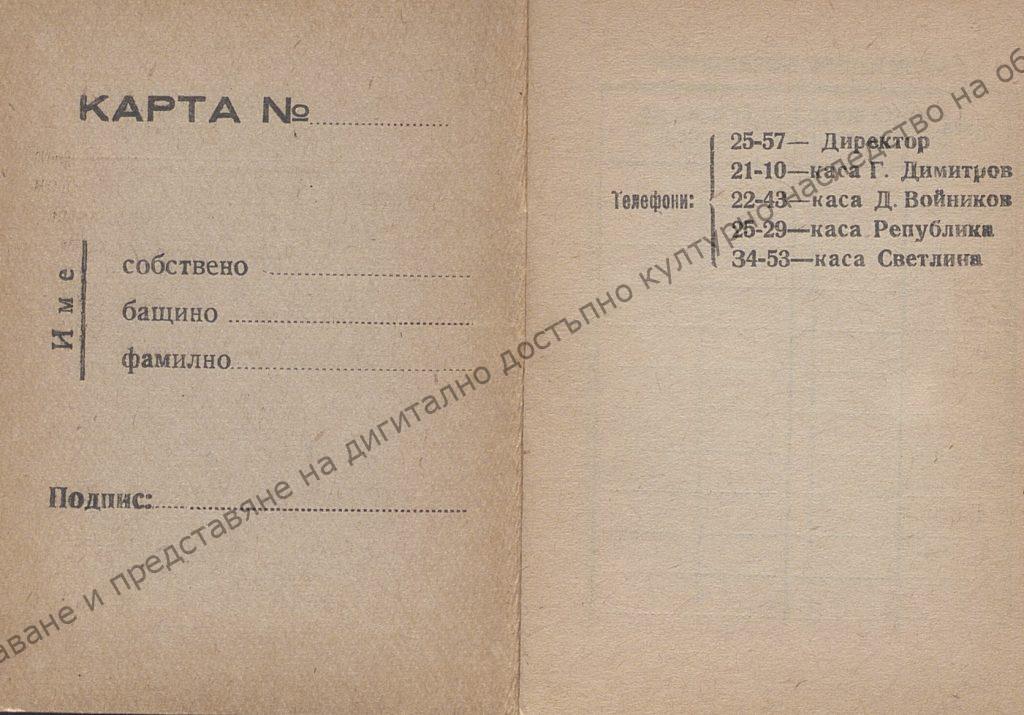 КАРТА №
Име
собствено
бащино
фамилно
Подпис:
Телефони:
25-57— Директор
21-10—каса Г. Димитров
22-43—каса Д. Войников
25-29—каса Република
34-53—каса Светлина
аване и представяне на дигитално достъпно културно наследство на об